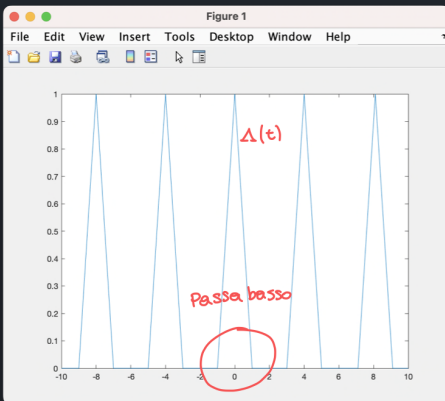 Figure 1
File Edit View Insert Tools Desktop Window Help
1
0.9
Λ(t)
0.8
0.7
0.6
0.5
0.4
0.3
Passa basso
0.2
0.1
0
-10 -8 -6 -4 -2 0 2 4 6 8 10